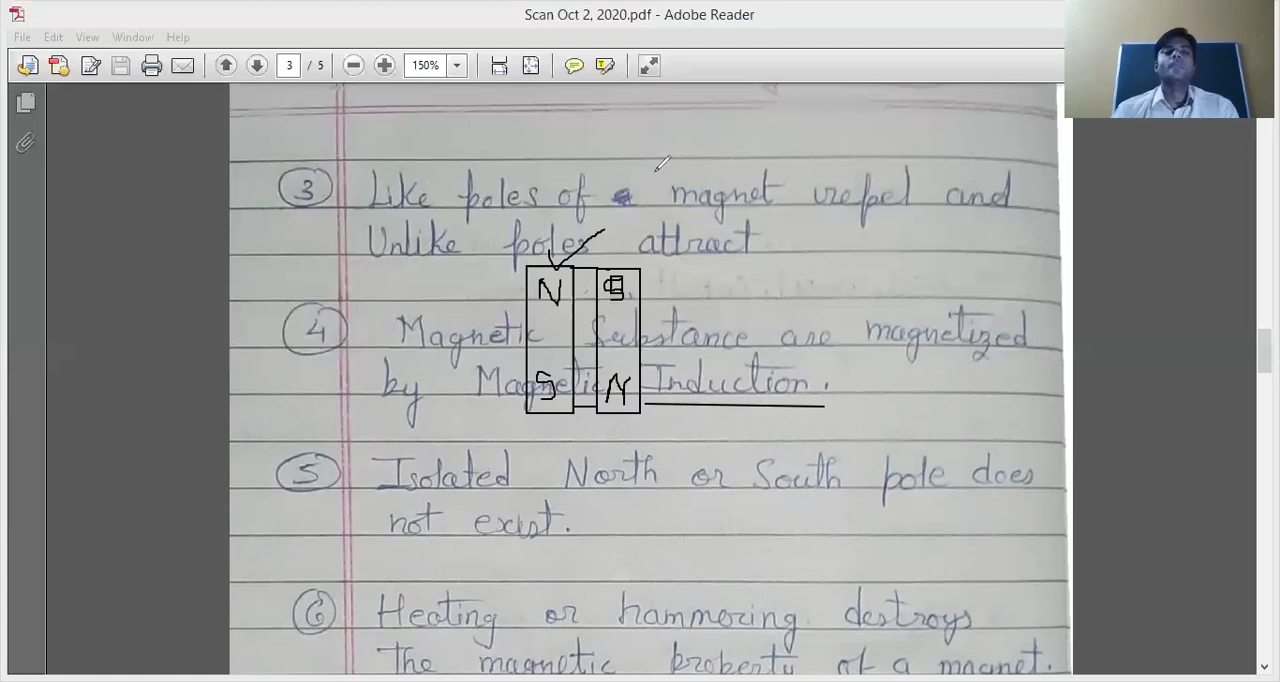 Scan Oct 2, 2020.pdf - Adobe Reader
File Edit View Window Help
3 / 5 150%
3 Like poles of magnet repel and
Unlike poles attract
N
4 Magnetic Substance are magnetized
by Magnetic Induction.
S N
5 Isolated North or South pole does
not exist.
6 Heating or hammering destroys
The magnetic property of a magnet.